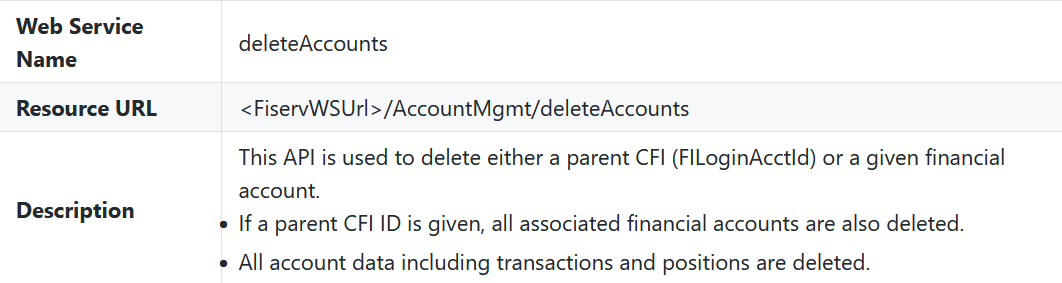 Web Service
Name
deleteAccounts
Resource URL
<FiservWSUrl>/AccountMgmt/deleteAccounts
Description
This API is used to delete either a parent CFI (FILoginAcctId) or a given financial
account.
• If a parent CFI ID is given, all associated financial accounts are also deleted.
• All account data including transactions and positions are deleted.